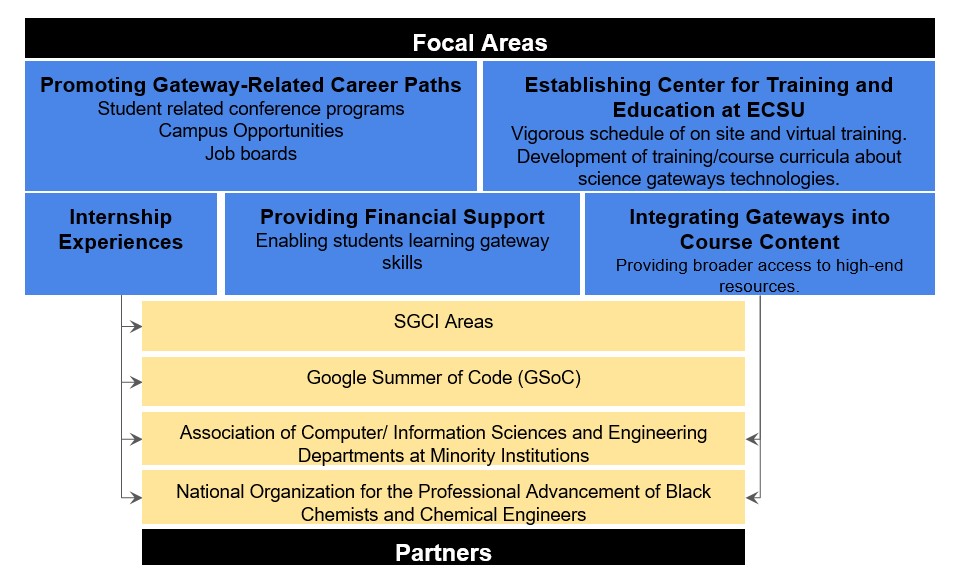 Focal Areas
Promoting Gateway-Related Career Paths
Student related conference programs
Campus Opportunities
Job boards
Establishing Center for Training and
Education at ECSU
Vigorous schedule of on site and virtual training.
Development of training/course curricula about
science gateways technologies.
Internship
Experiences
Providing Financial Support
Enabling students learning gateway
skills
Integrating Gateways into
Course Content
Providing broader access to high-end
resources.
SGCI Areas
Google Summer of Code (GSoC)
Association of Computer/ Information Sciences and Engineering
Departments at Minority Institutions
National Organization for the Professional Advancement of Black
Chemists and Chemical Engineers
Partners